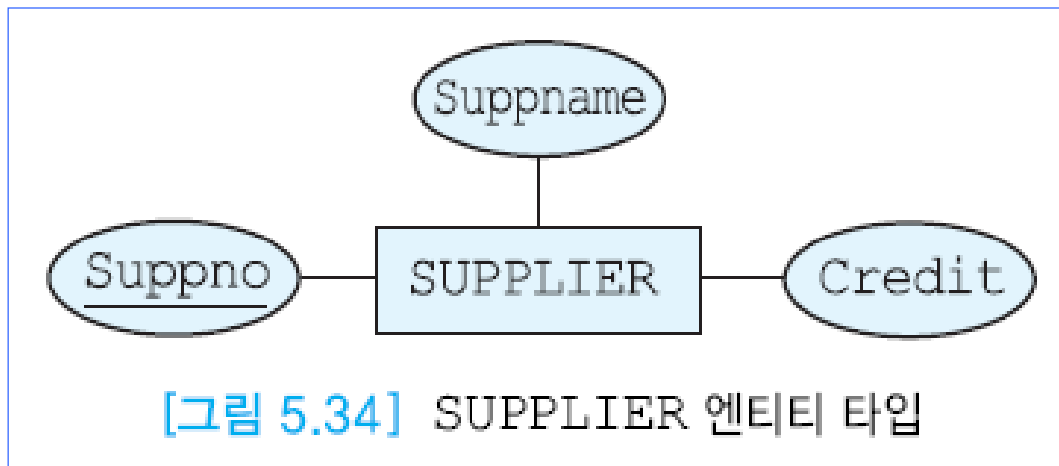 Suppname
Suppno
SUPPLIER
Credit
[그림 5.34] SUPPLIER 엔티티 타입